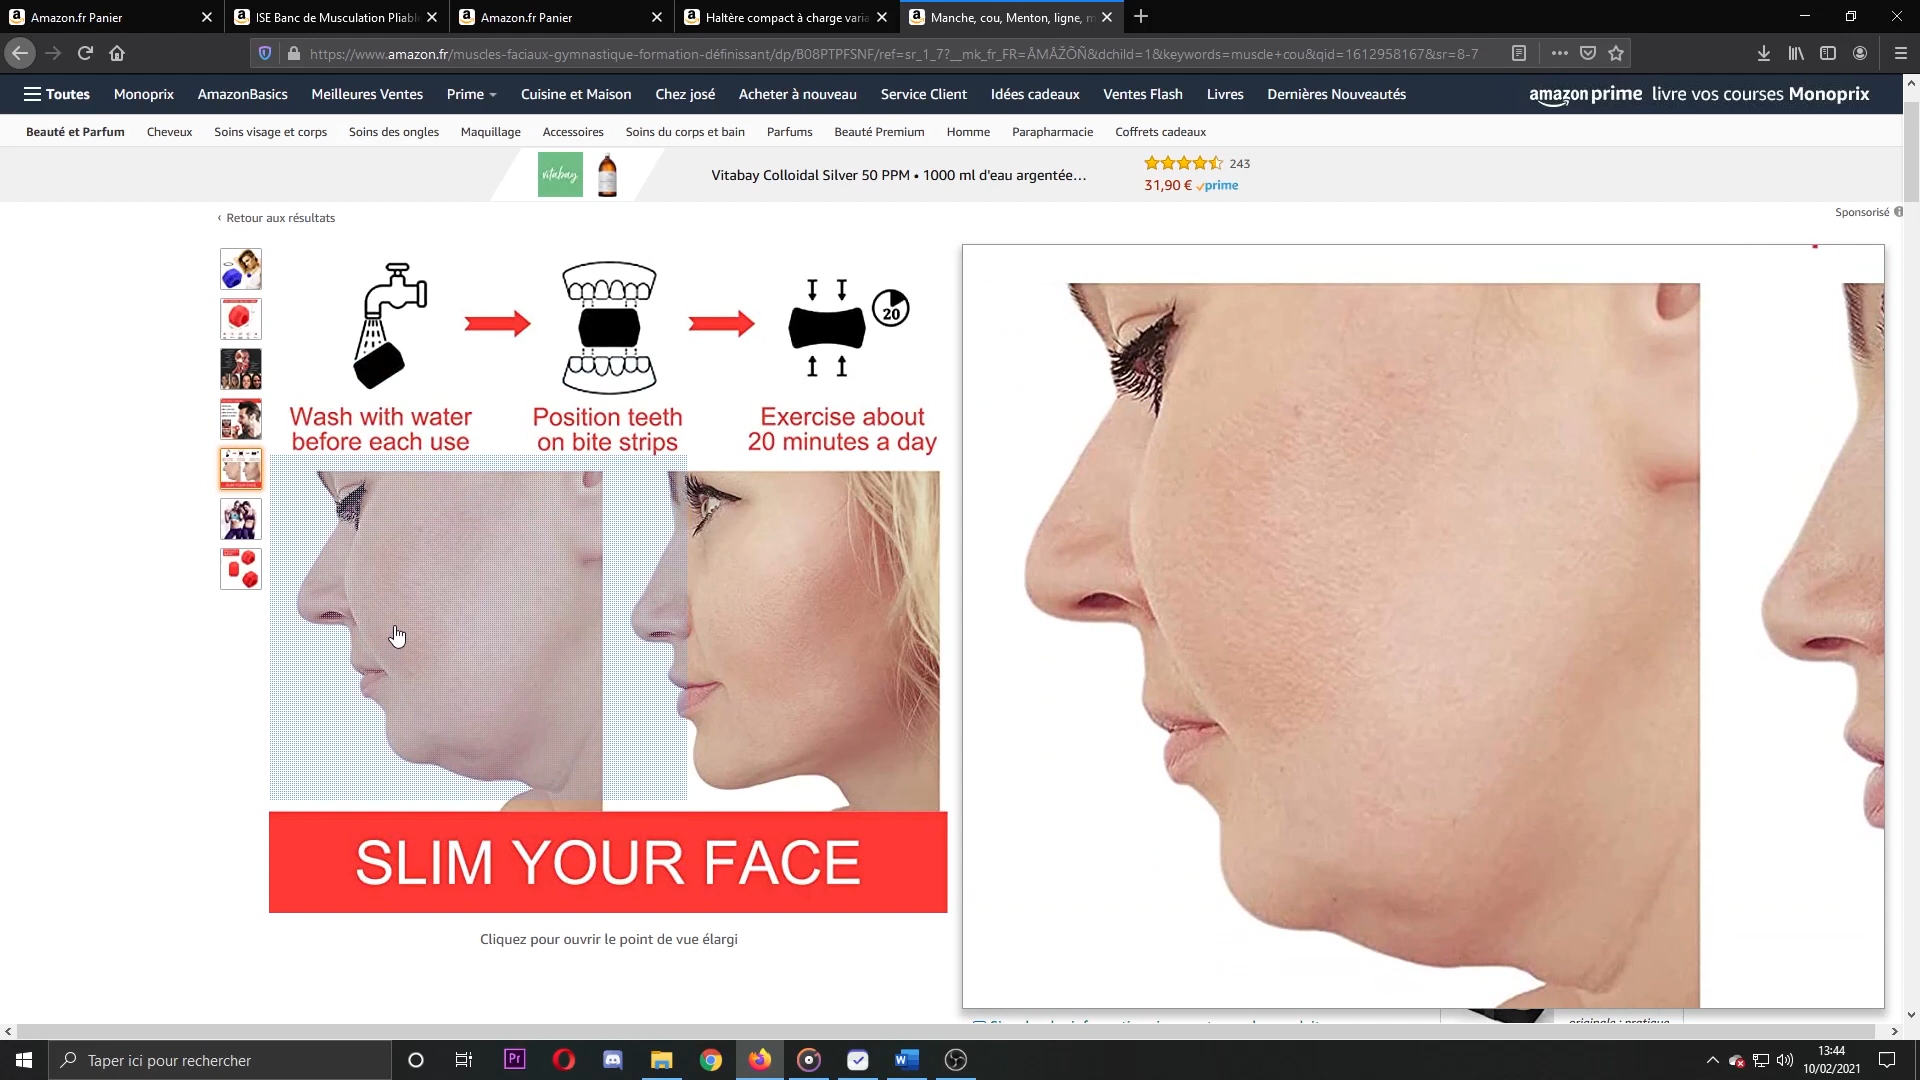 Amazon.fr Panier
ISE Banc de Musculation Pliabl
Amazon.fr Panier
Haltère compact à charge varia
Manche, cou, Menton, ligne, m
https://www.amazon.fr/muscles-faciaux-gymnastique-formation-définissant/dp/B08PTPFSNF/ref=sr_1_7?__mk_fr_FR=ÅMÅŽÕÑ&dchild=1&keywords=muscle+cou&qid=1612958167&sr=8-7
Toutes Monoprix AmazonBasics Meilleures Ventes Prime Cuisine et Maison Chez josé Acheter à nouveau Service Client Idées cadeaux Ventes Flash Livres Dernières Nouveautés amazon prime livre vos courses Monoprix
Beauté et Parfum Cheveux Soins visage et corps Soins des ongles Maquillage Accessoires Soins du corps et bain Parfums Beauté Premium Homme Parapharmacie Coffrets cadeaux
vitabay
Vitabay Colloidal Silver 50 PPM • 1000 ml d'eau argentée…
243
31,90 € prime
‹ Retour aux résultats
Sponsorisé
20
Wash with water
before each use
Position teeth
on bite strips
Exercise about
20 minutes a day
SLIM YOUR FACE
Cliquez pour ouvrir le point de vue élargi
originale : pratique
Taper ici pour rechercher
Pr
W
13:44
10/02/2021